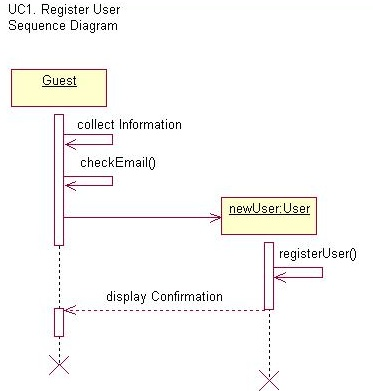 UC1. Register User
Sequence Diagram
Guest
collect Information
checkEmail()
newUser:User
registerUser()
display Confirmation